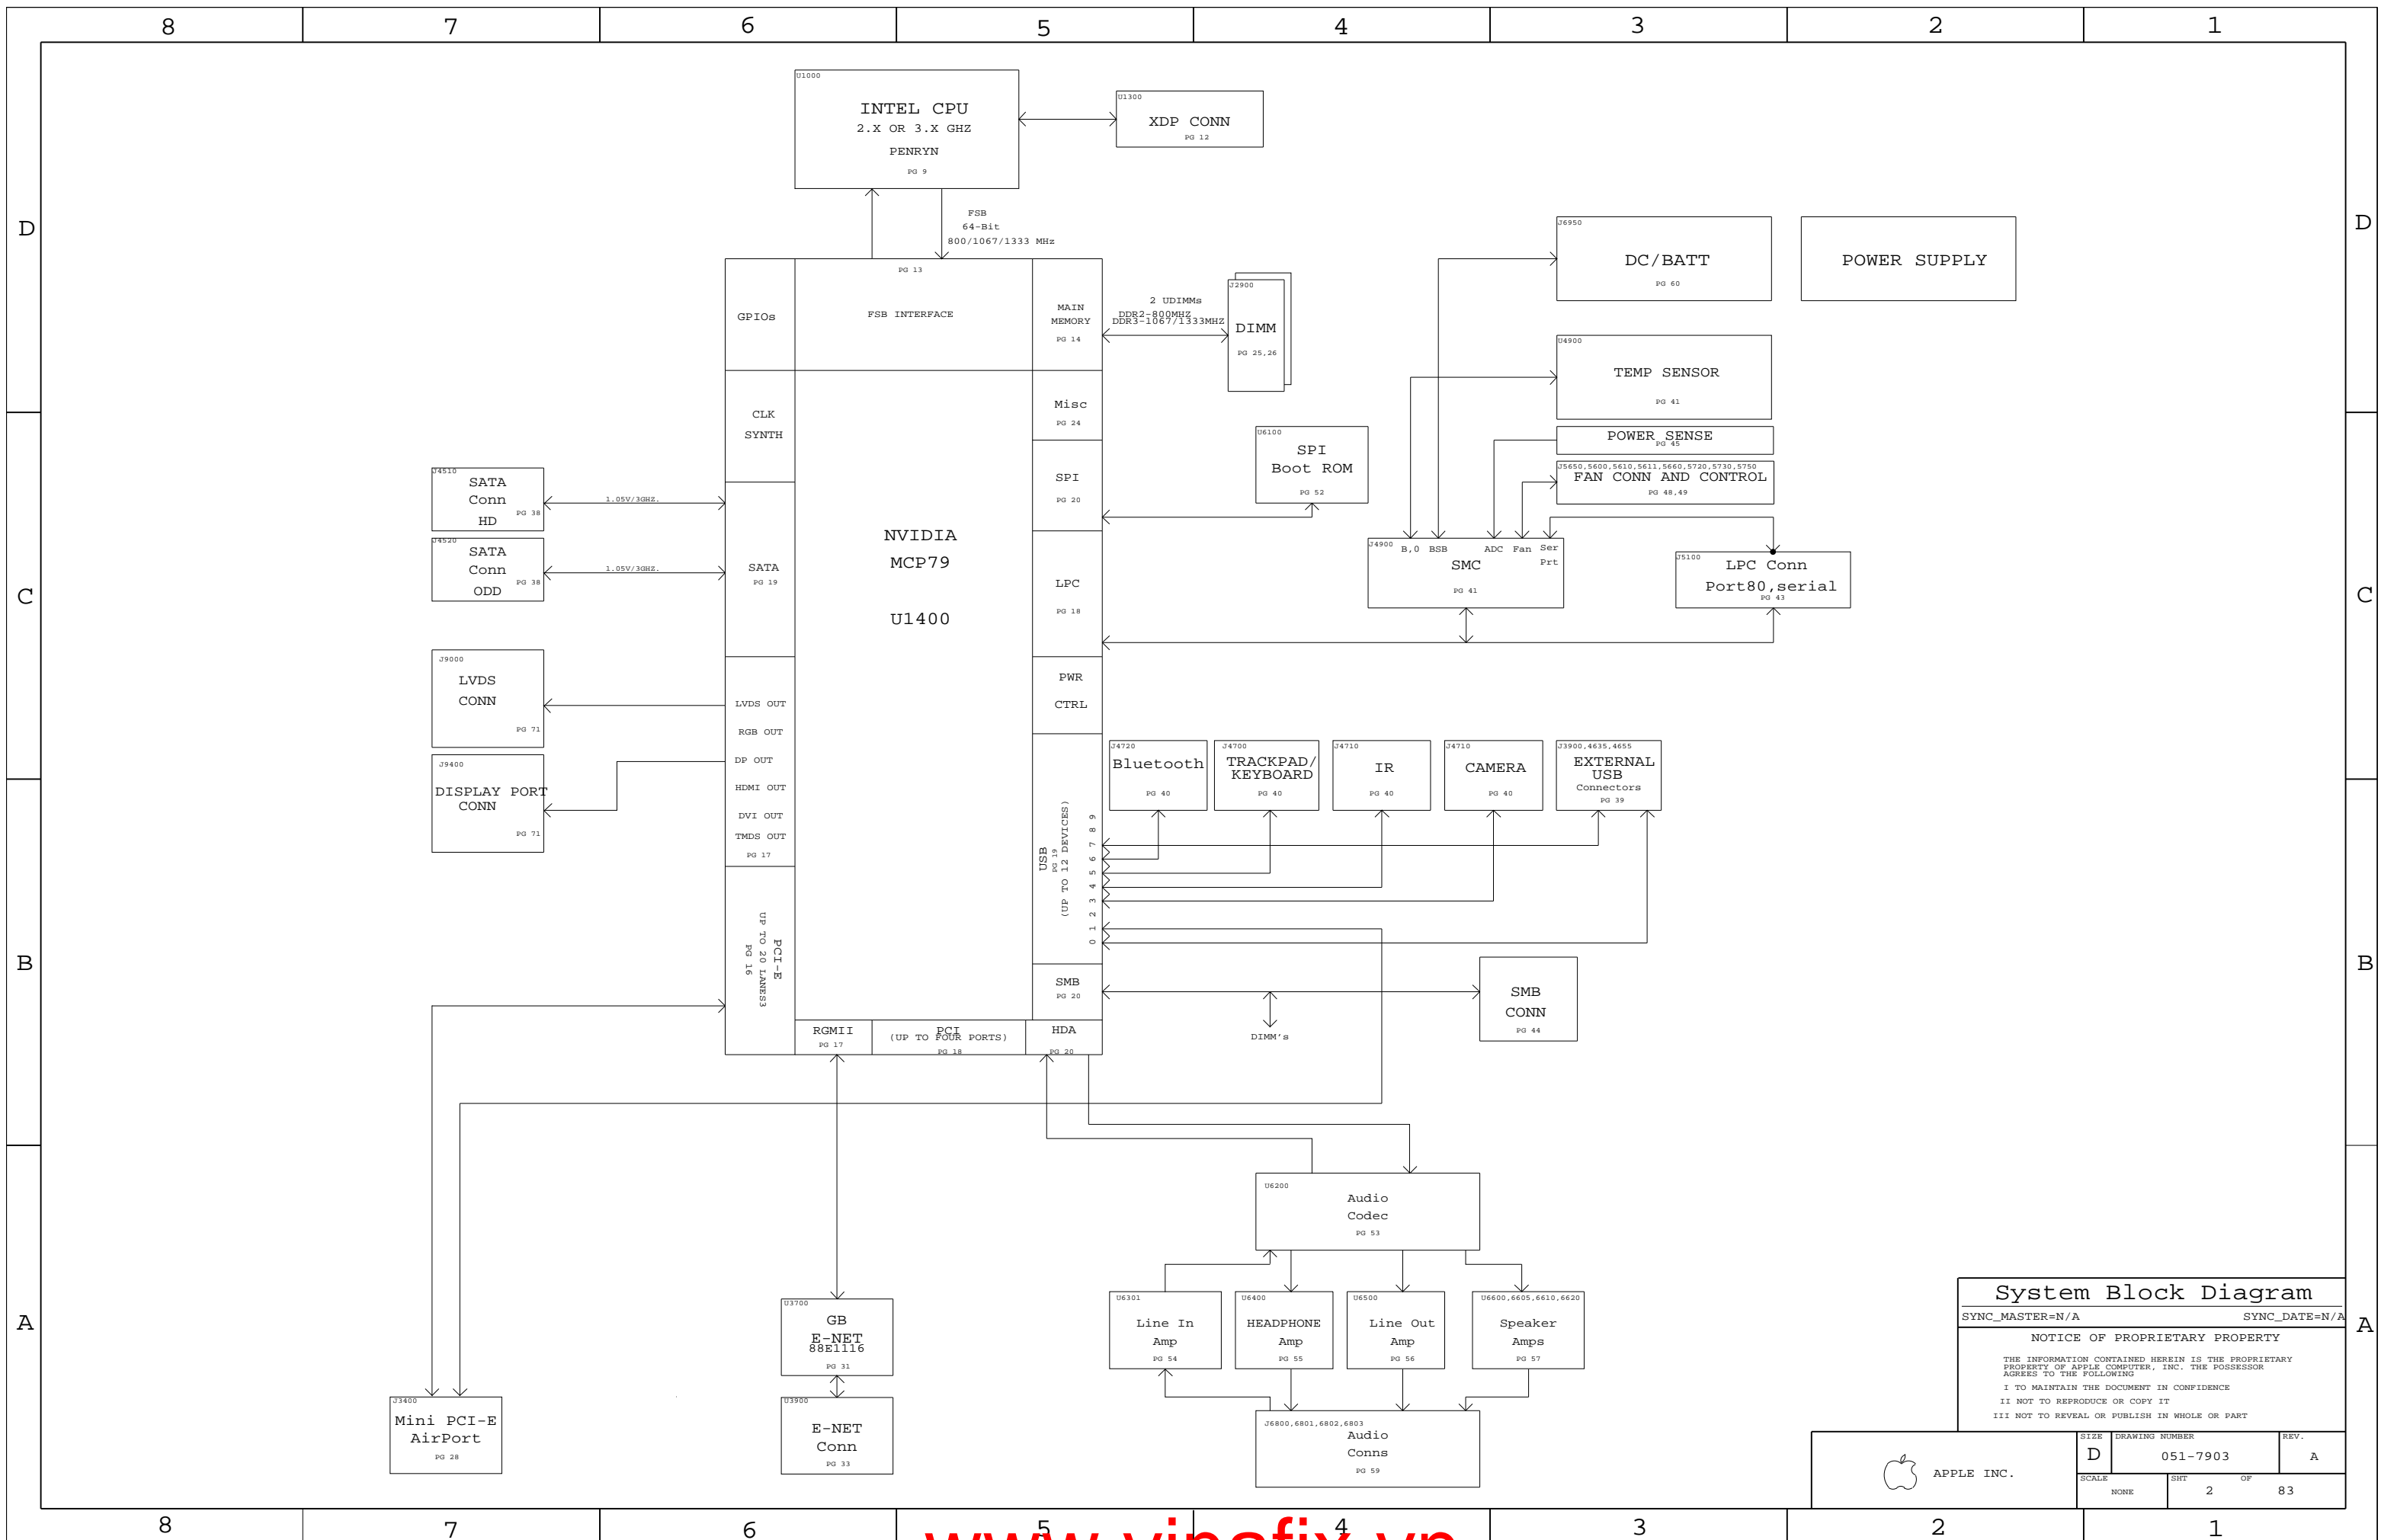 8 7 6 5 4 3 2 1
U1000
INTEL CPU
2.X OR 3.X GHZ
PENRYN
PG 9
U1300
XDP CONN
PG 12
FSB
64-Bit
800/1067/1333 MHz
D
D
J6950
DC/BATT
PG 60
POWER SUPPLY
GPIOs
PG 13
FSB INTERFACE
MAIN
MEMORY
PG 14
2 UDIMMs
DDR2-800MHZ
DDR3-1067/1333MHZ
J2900
DIMM
PG 25,26
U4900
TEMP SENSOR
PG 41
CLK
SYNTH
Misc
PG 24
SPI
PG 20
U6100
SPI
Boot ROM
PG 52
POWER SENSE
PG 45
J5650,5600,5610,5611,5660,5720,5730,5750
FAN CONN AND CONTROL
PG 48,49
J4510
SATA
Conn
HD
PG 38
1.05V/3GHZ.
J4520
SATA
Conn
ODD
PG 38
1.05V/3GHZ.
SATA
PG 19
NVIDIA
MCP79
U1400
LPC
PG 18
J4900
B,0 BSB ADC Fan Ser
Prt
SMC
PG 41
J5100
LPC Conn
Port80,serial
PG 43
C
C
J9000
LVDS
CONN
PG 71
J9400
DISPLAY PORT
CONN
PG 71
LVDS OUT
RGB OUT
DP OUT
HDMI OUT
DVI OUT
TMDS OUT
PG 17
PWR
CTRL
J4720
Bluetooth
PG 40
J4700
TRACKPAD/
KEYBOARD
PG 40
J4710
IR
PG 40
J4710
CAMERA
PG 40
J3900,4635,4655
EXTERNAL
USB
Connectors
PG 39
USB
PG 19
(UP TO 12 DEVICES)
0 1 2 3 4 5 6 7 8 9
PCI-E
UP TO 20 LANES3
PG 16
B
B
SMB
PG 20
SMB
CONN
PG 44
DIMM's
RGMII
PG 17
PCI
(UP TO FOUR PORTS)
PG 18
HDA
PG 20
U6200
Audio
Codec
PG 53
A
A
U3700
GB
E-NET
88E1116
PG 31
U6301
Line In
Amp
PG 54
U6400
HEADPHONE
Amp
PG 55
U6500
Line Out
Amp
PG 56
U6600,6605,6610,6620
Speaker
Amps
PG 57
J3400
Mini PCI-E
AirPort
PG 28
U3900
E-NET
Conn
PG 33
J6800,6801,6802,6803
Audio
Conns
PG 59
System Block Diagram
SYNC_MASTER=N/A SYNC_DATE=N/A
NOTICE OF PROPRIETARY PROPERTY
THE INFORMATION CONTAINED HEREIN IS THE PROPRIETARY
PROPERTY OF APPLE COMPUTER, INC. THE POSSESSOR
AGREES TO THE FOLLOWING
I TO MAINTAIN THE DOCUMENT IN CONFIDENCE
II NOT TO REPRODUCE OR COPY IT
III NOT TO REVEAL OR PUBLISH IN WHOLE OR PART
APPLE INC.
SIZE DRAWING NUMBER REV.
D 051-7903 A
SCALE SHT OF
NONE 2 83
8 7 6 5 4 3 2 1
www.vinafix.vn